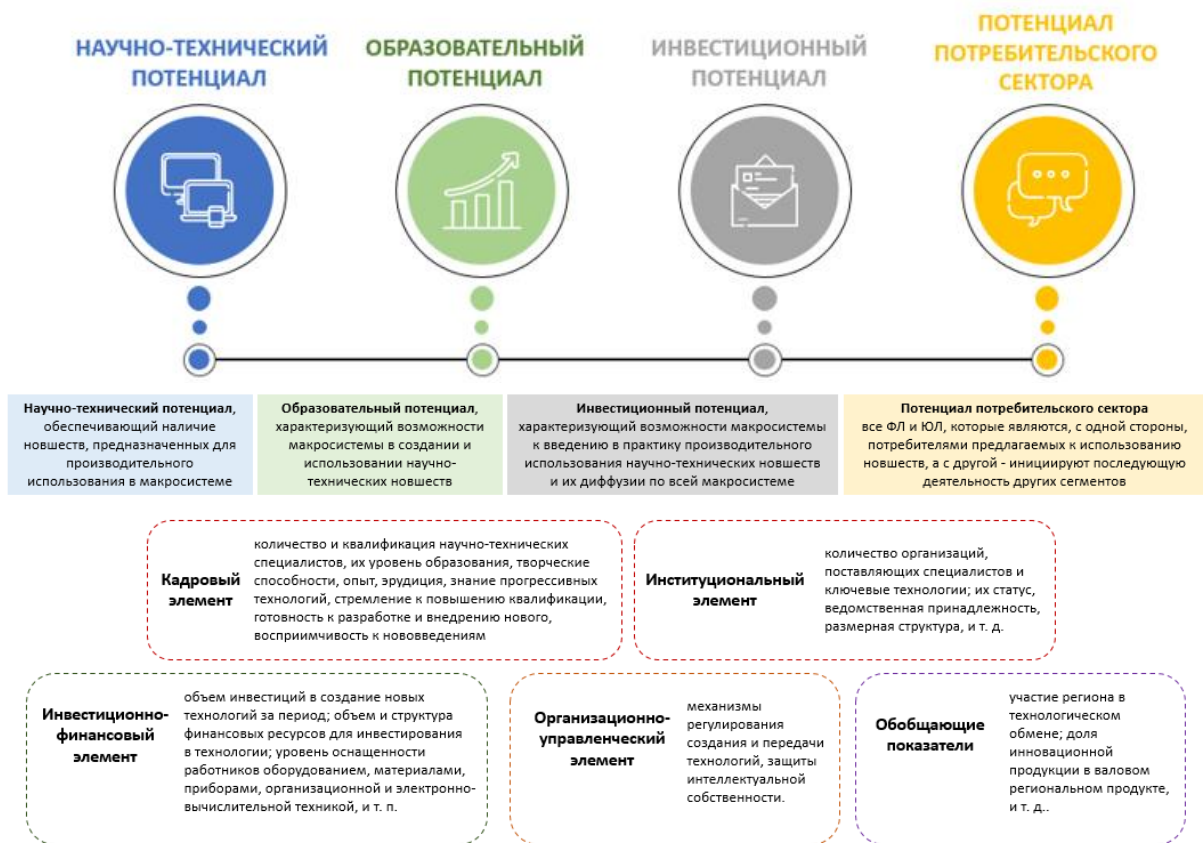 НАУЧНО-ТЕХНИЧЕСКИЙ
ПОТЕНЦИАЛ
ОБРАЗОВАТЕЛЬНЫЙ
ПОТЕНЦИАЛ
ИНВЕСТИЦИОННЫЙ
ПОТЕНЦИАЛ
ПОТЕНЦИАЛ
ПОТРЕБИТЕЛЬСКОГО
СЕКТОРА
Научно-технический потенциал,
обеспечивающий наличие
новшеств, предназначенных для
производительного
использования в макросистеме
Образовательный потенциал,
характеризующий возможности
макросистемы в создании и
использовании научно-
технических новшеств
Инвестиционный потенциал,
характеризующий возможности макросистемы
к введению в практику производительного
использования научно-технических новшеств
и их диффузии по всей макросистеме
Потенциал потребительского сектора
все ФЛ и ЮЛ, которые являются, с одной стороны,
потребителями предлагаемых к использованию
новшеств, а с другой - инициируют последующую
деятельность других сегментов
Кадровый
элемент
количество и квалификация научно-технических
специалистов, их уровень образования, творческие
способности, опыт, эрудиция, знание прогрессивных
технологий, стремление к повышению квалификации,
готовность к разработке и внедрению нового,
восприимчивость к нововведениям
Институциональный
элемент
количество организаций,
поставляющих специалистов и
ключевые технологии; их статус,
ведомственная принадлежность,
размерная структура, и т. д.
Инвестиционно-
финансовый
элемент
объем инвестиций в создание новых
технологий за период; объем и структура
финансовых ресурсов для инвестирования
в технологии; уровень оснащенности
работников оборудованием, материалами,
приборами, организационной и электронно-
вычислительной техникой, и т. п.
Организационно-
управленческий
элемент
механизмы
регулирования
создания и передачи
технологий, защиты
интеллектуальной
собственности.
Обобщающие
показатели
участие региона в
технологическом
обмене; доля
инновационной
продукции в валовом
региональном продукте,
и т. д..